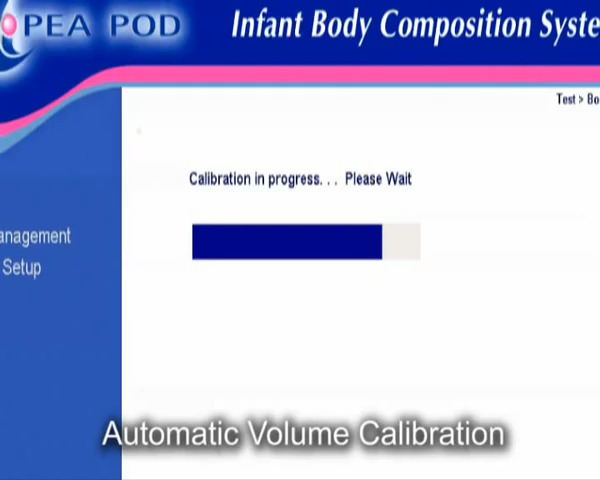 PEA POD
Infant Body Composition Syste
Test > Bo
Calibration in progress. . . Please Wait
anagement
Setup
Automatic Volume Calibration